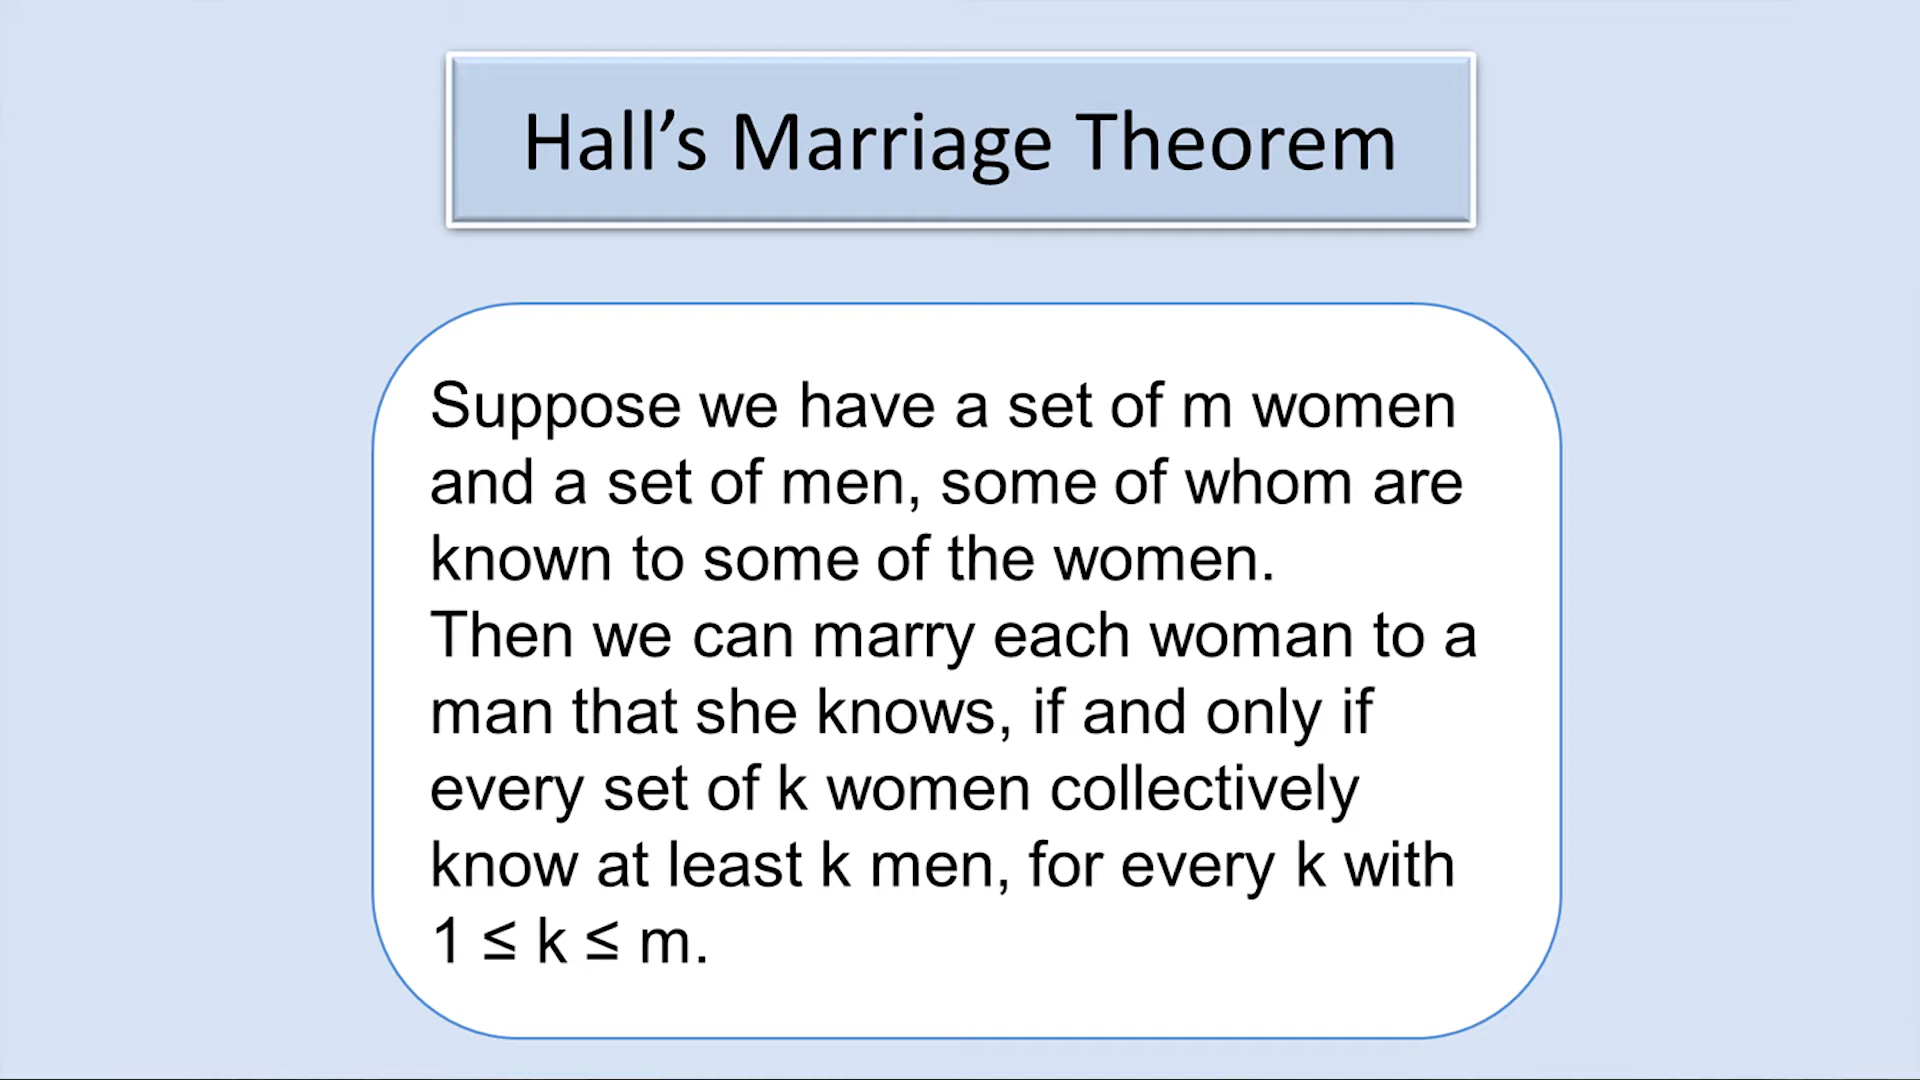 Hall’s Marriage Theorem
Suppose we have a set of m women
and a set of men, some of whom are
known to some of the women.
Then we can marry each woman to a
man that she knows, if and only if
every set of k women collectively
know at least k men, for every k with
1 ≤ k ≤ m.